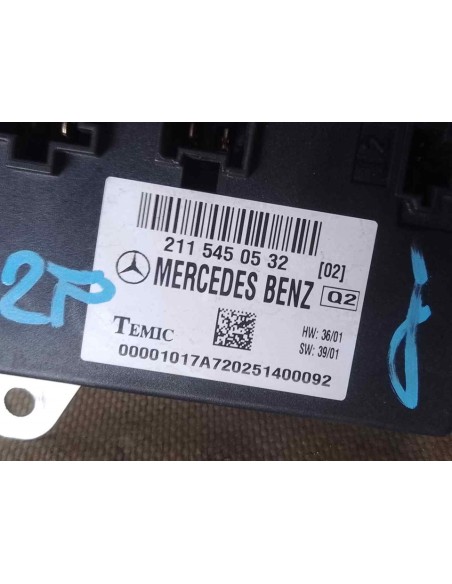 211 545 05 32 [02]
MERCEDES BENZ Q2
TEMIC
HW: 36/01
SW: 39/01
00001017A720251400092
2P